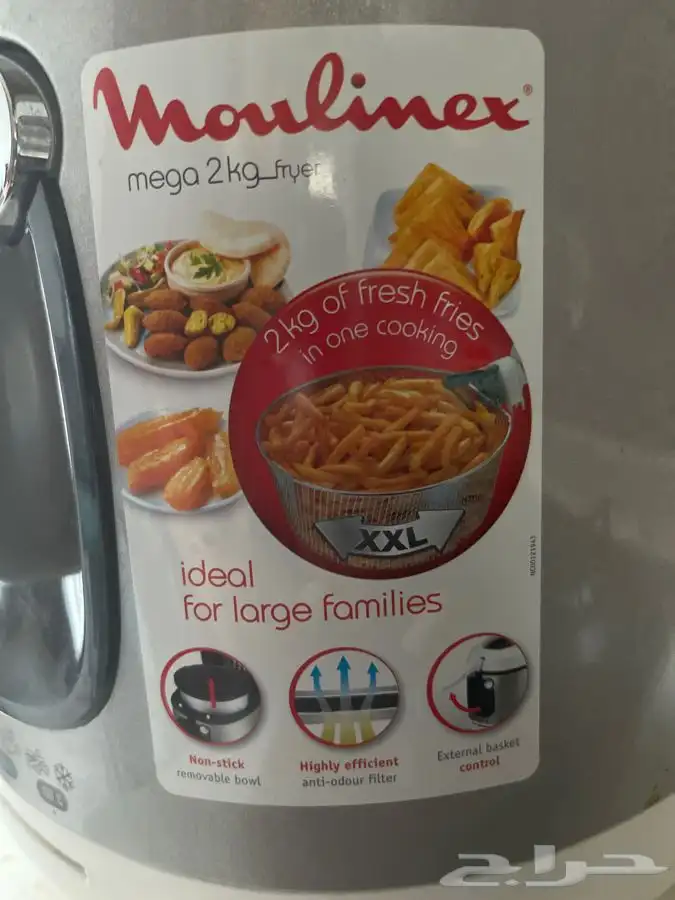 Moulinex®
mega 2kg fryer
2kg of fresh fries
in one cooking
XXL
ideal
for large families
Non-stick
removable bowl
Highly efficient
anti-odour filter
External basket
control
حراج